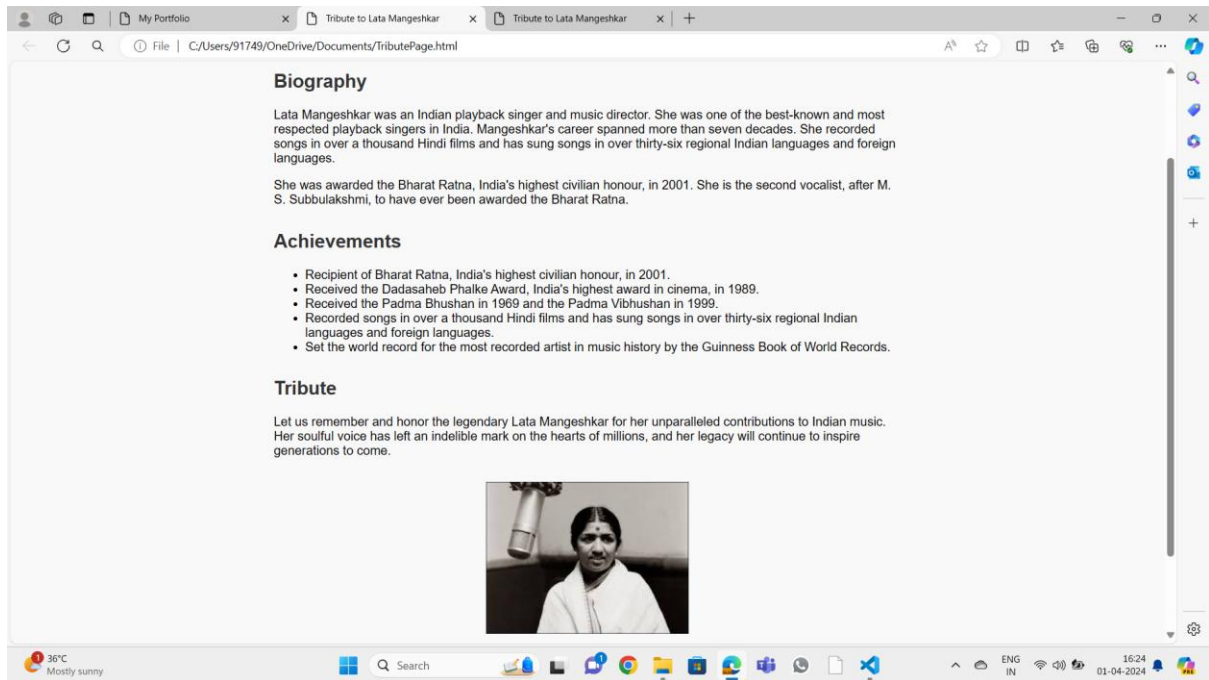 My Portfolio
Tribute to Lata Mangeshkar
Tribute to Lata Mangeshkar
File
C:/Users/91749/OneDrive/Documents/TributePage.html
Biography
Lata Mangeshkar was an Indian playback singer and music director. She was one of the best-known and most
respected playback singers in India. Mangeshkar's career spanned more than seven decades. She recorded
songs in over a thousand Hindi films and has sung songs in over thirty-six regional Indian languages and foreign
languages.
She was awarded the Bharat Ratna, India's highest civilian honour, in 2001. She is the second vocalist, after M.
S. Subbulakshmi, to have ever been awarded the Bharat Ratna.
Achievements
• Recipient of Bharat Ratna, India's highest civilian honour, in 2001.
• Received the Dadasaheb Phalke Award, India's highest award in cinema, in 1989.
• Received the Padma Bhushan in 1969 and the Padma Vibhushan in 1999.
• Recorded songs in over a thousand Hindi films and has sung songs in over thirty-six regional Indian
languages and foreign languages.
• Set the world record for the most recorded artist in music history by the Guinness Book of World Records.
Tribute
Let us remember and honor the legendary Lata Mangeshkar for her unparalleled contributions to Indian music.
Her soulful voice has left an indelible mark on the hearts of millions, and her legacy will continue to inspire
generations to come.
1
36°C
Mostly sunny
Search
1
ENG
IN
16:24
01-04-2024
PRE